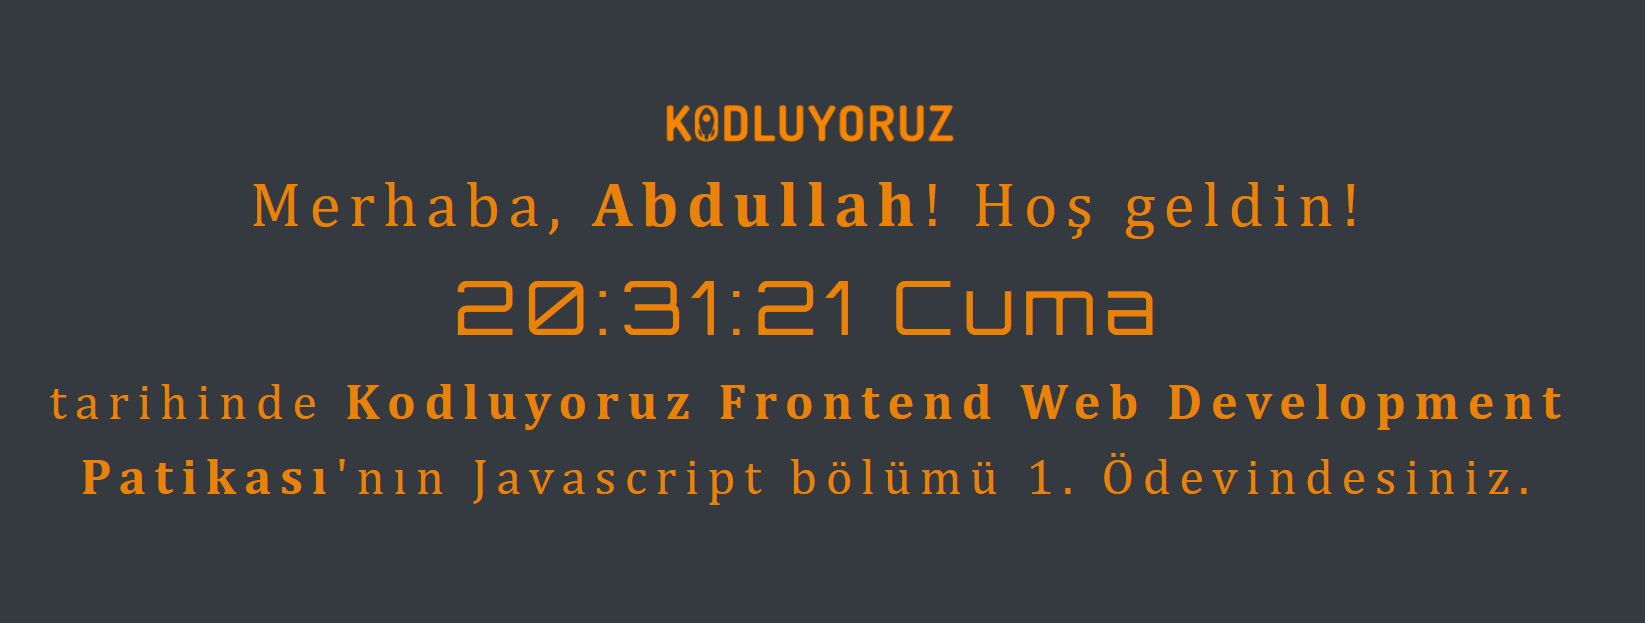 KODLUYORUZ
Merhaba, Abdullah! Hoş geldin!
20:31:21 Cuma
tarihinde Kodluyoruz Frontend Web Development
Patikası'nın Javascript bölümü 1. Ödevindesiniz.